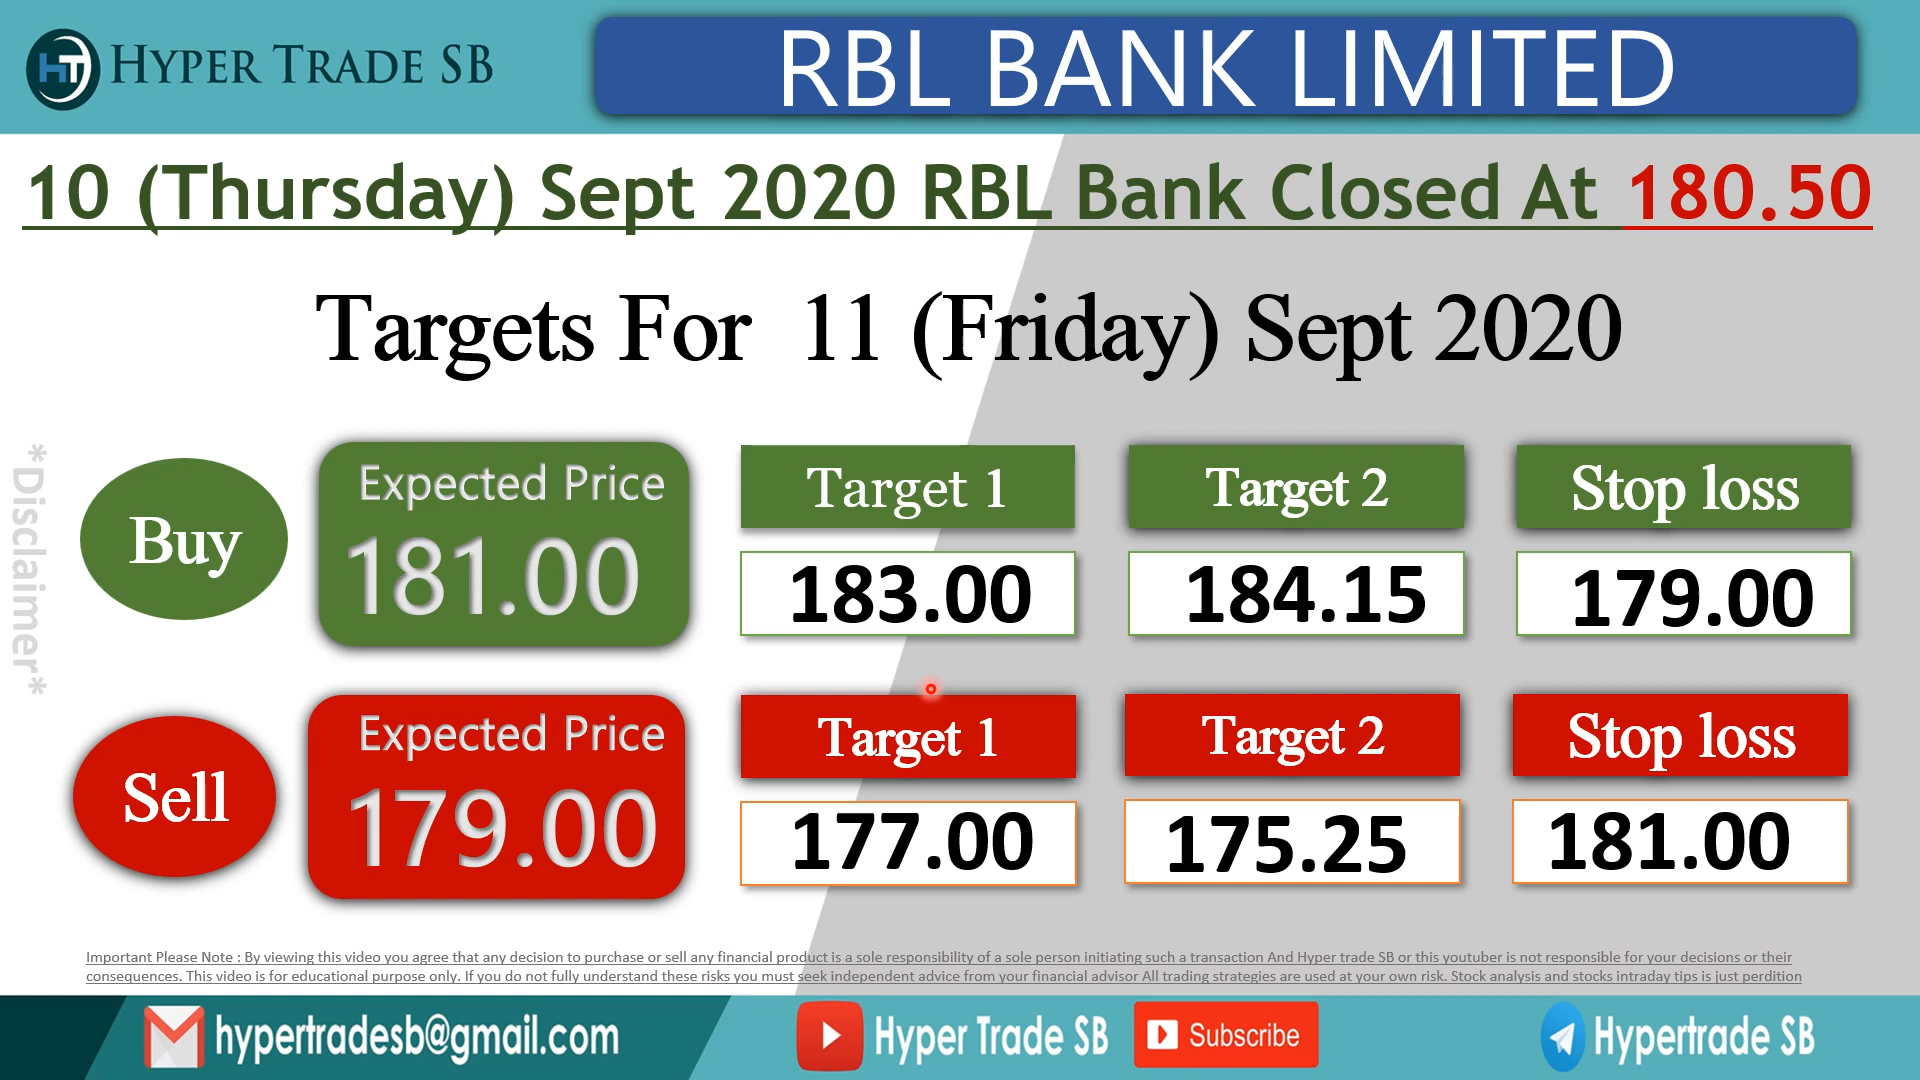 HT HYPER TRADE SB
RBL BANK LIMITED
10 (Thursday) Sept 2020 RBL Bank Closed At 180.50
Targets For 11 (Friday) Sept 2020
*Disclaimer*
Buy
Expected Price
181.00
Target 1
183.00
Target 2
184.15
Stop loss
179.00
Sell
Expected Price
179.00
Target 1
177.00
Target 2
175.25
Stop loss
181.00
Important Please Note : By viewing this video you agree that any decision to purchase or sell any financial product is a sole responsibility of a sole person initiating such a transaction And Hyper trade SB or this youtuber is not responsible for your decisions or their
consequences. This video is for educational purpose only. If you do not fully understand these risks you must seek independent advice from your financial advisor All trading strategies are used at your own risk. Stock analysis and stocks intraday tips is just perdition
hypertradesb@gmail.com
Hyper Trade SB
Subscribe
Hypertrade SB